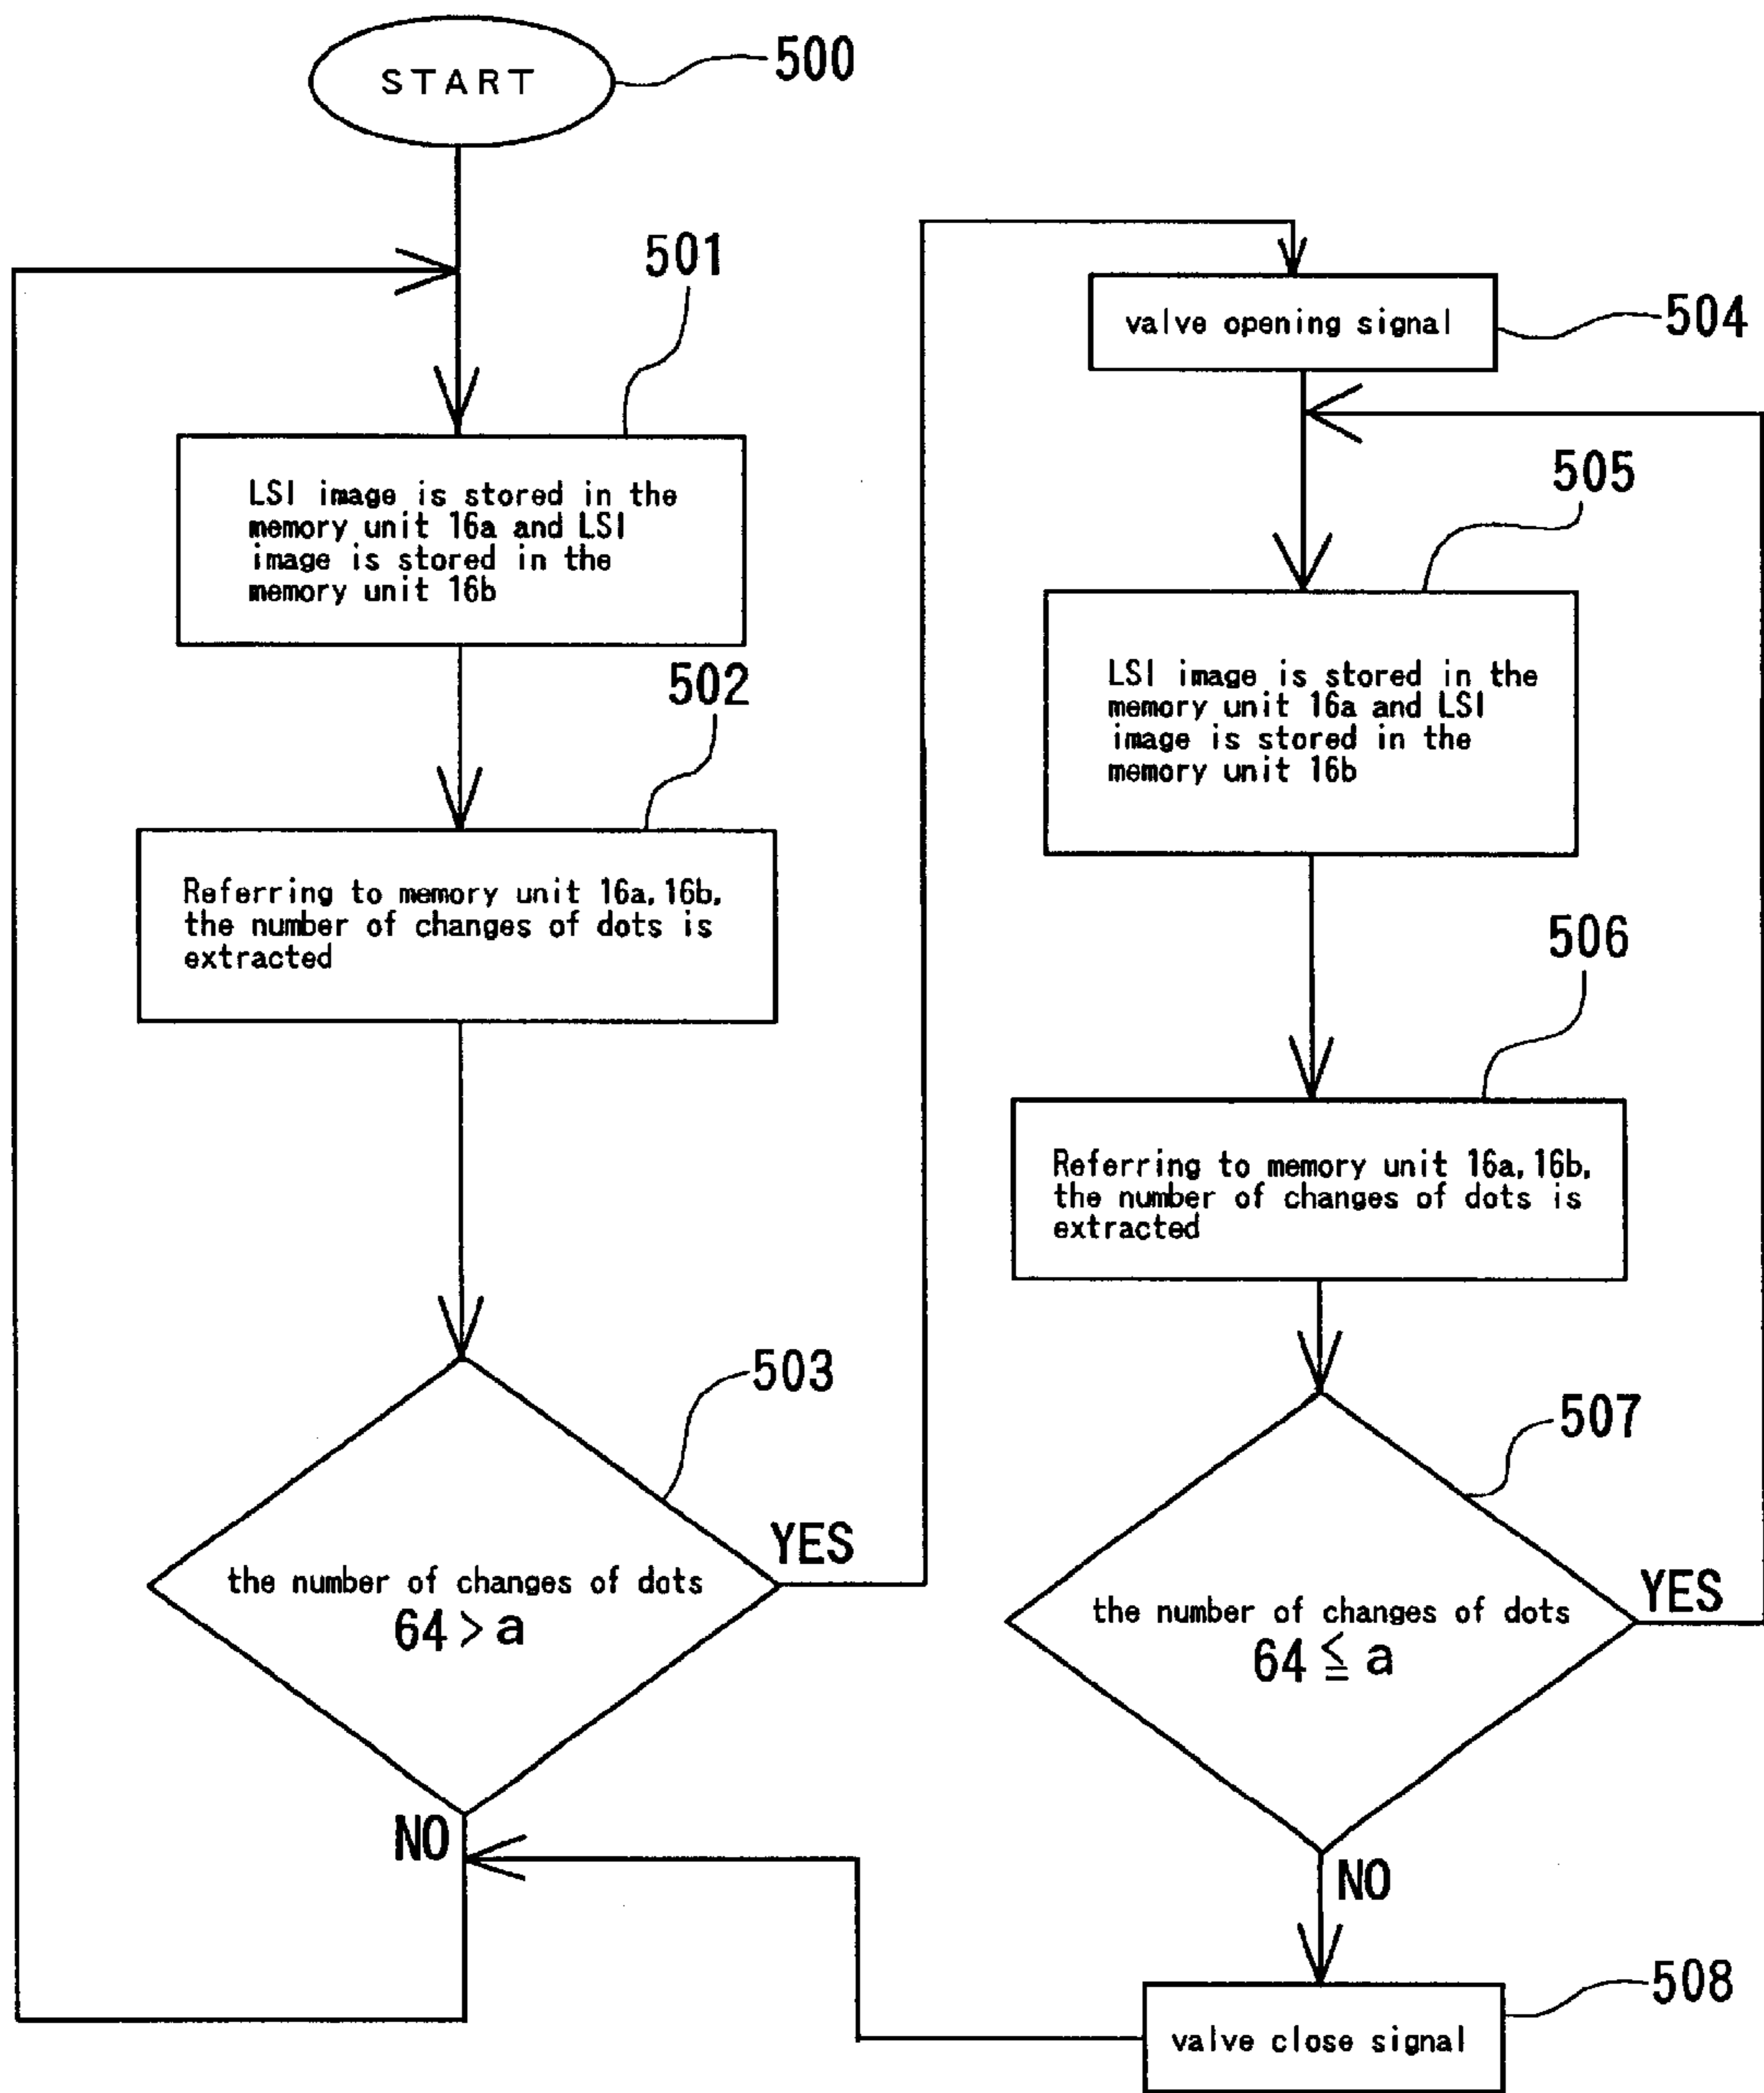 START
500
501
LSI image is stored in the
memory unit 16a and LSI
image is stored in the
memory unit 16b
502
Referring to memory unit 16a, 16b,
the number of changes of dots is
extracted
503
YES
the number of changes of dots
64 > a
NO
valve opening signal
504
505
LSI image is stored in the
memory unit 16a and LSI
image is stored in the
memory unit 16b
506
Referring to memory unit 16a, 16b,
the number of changes of dots is
extracted
507
YES
the number of changes of dots
64 ≦ a
NO
508
valve close signal